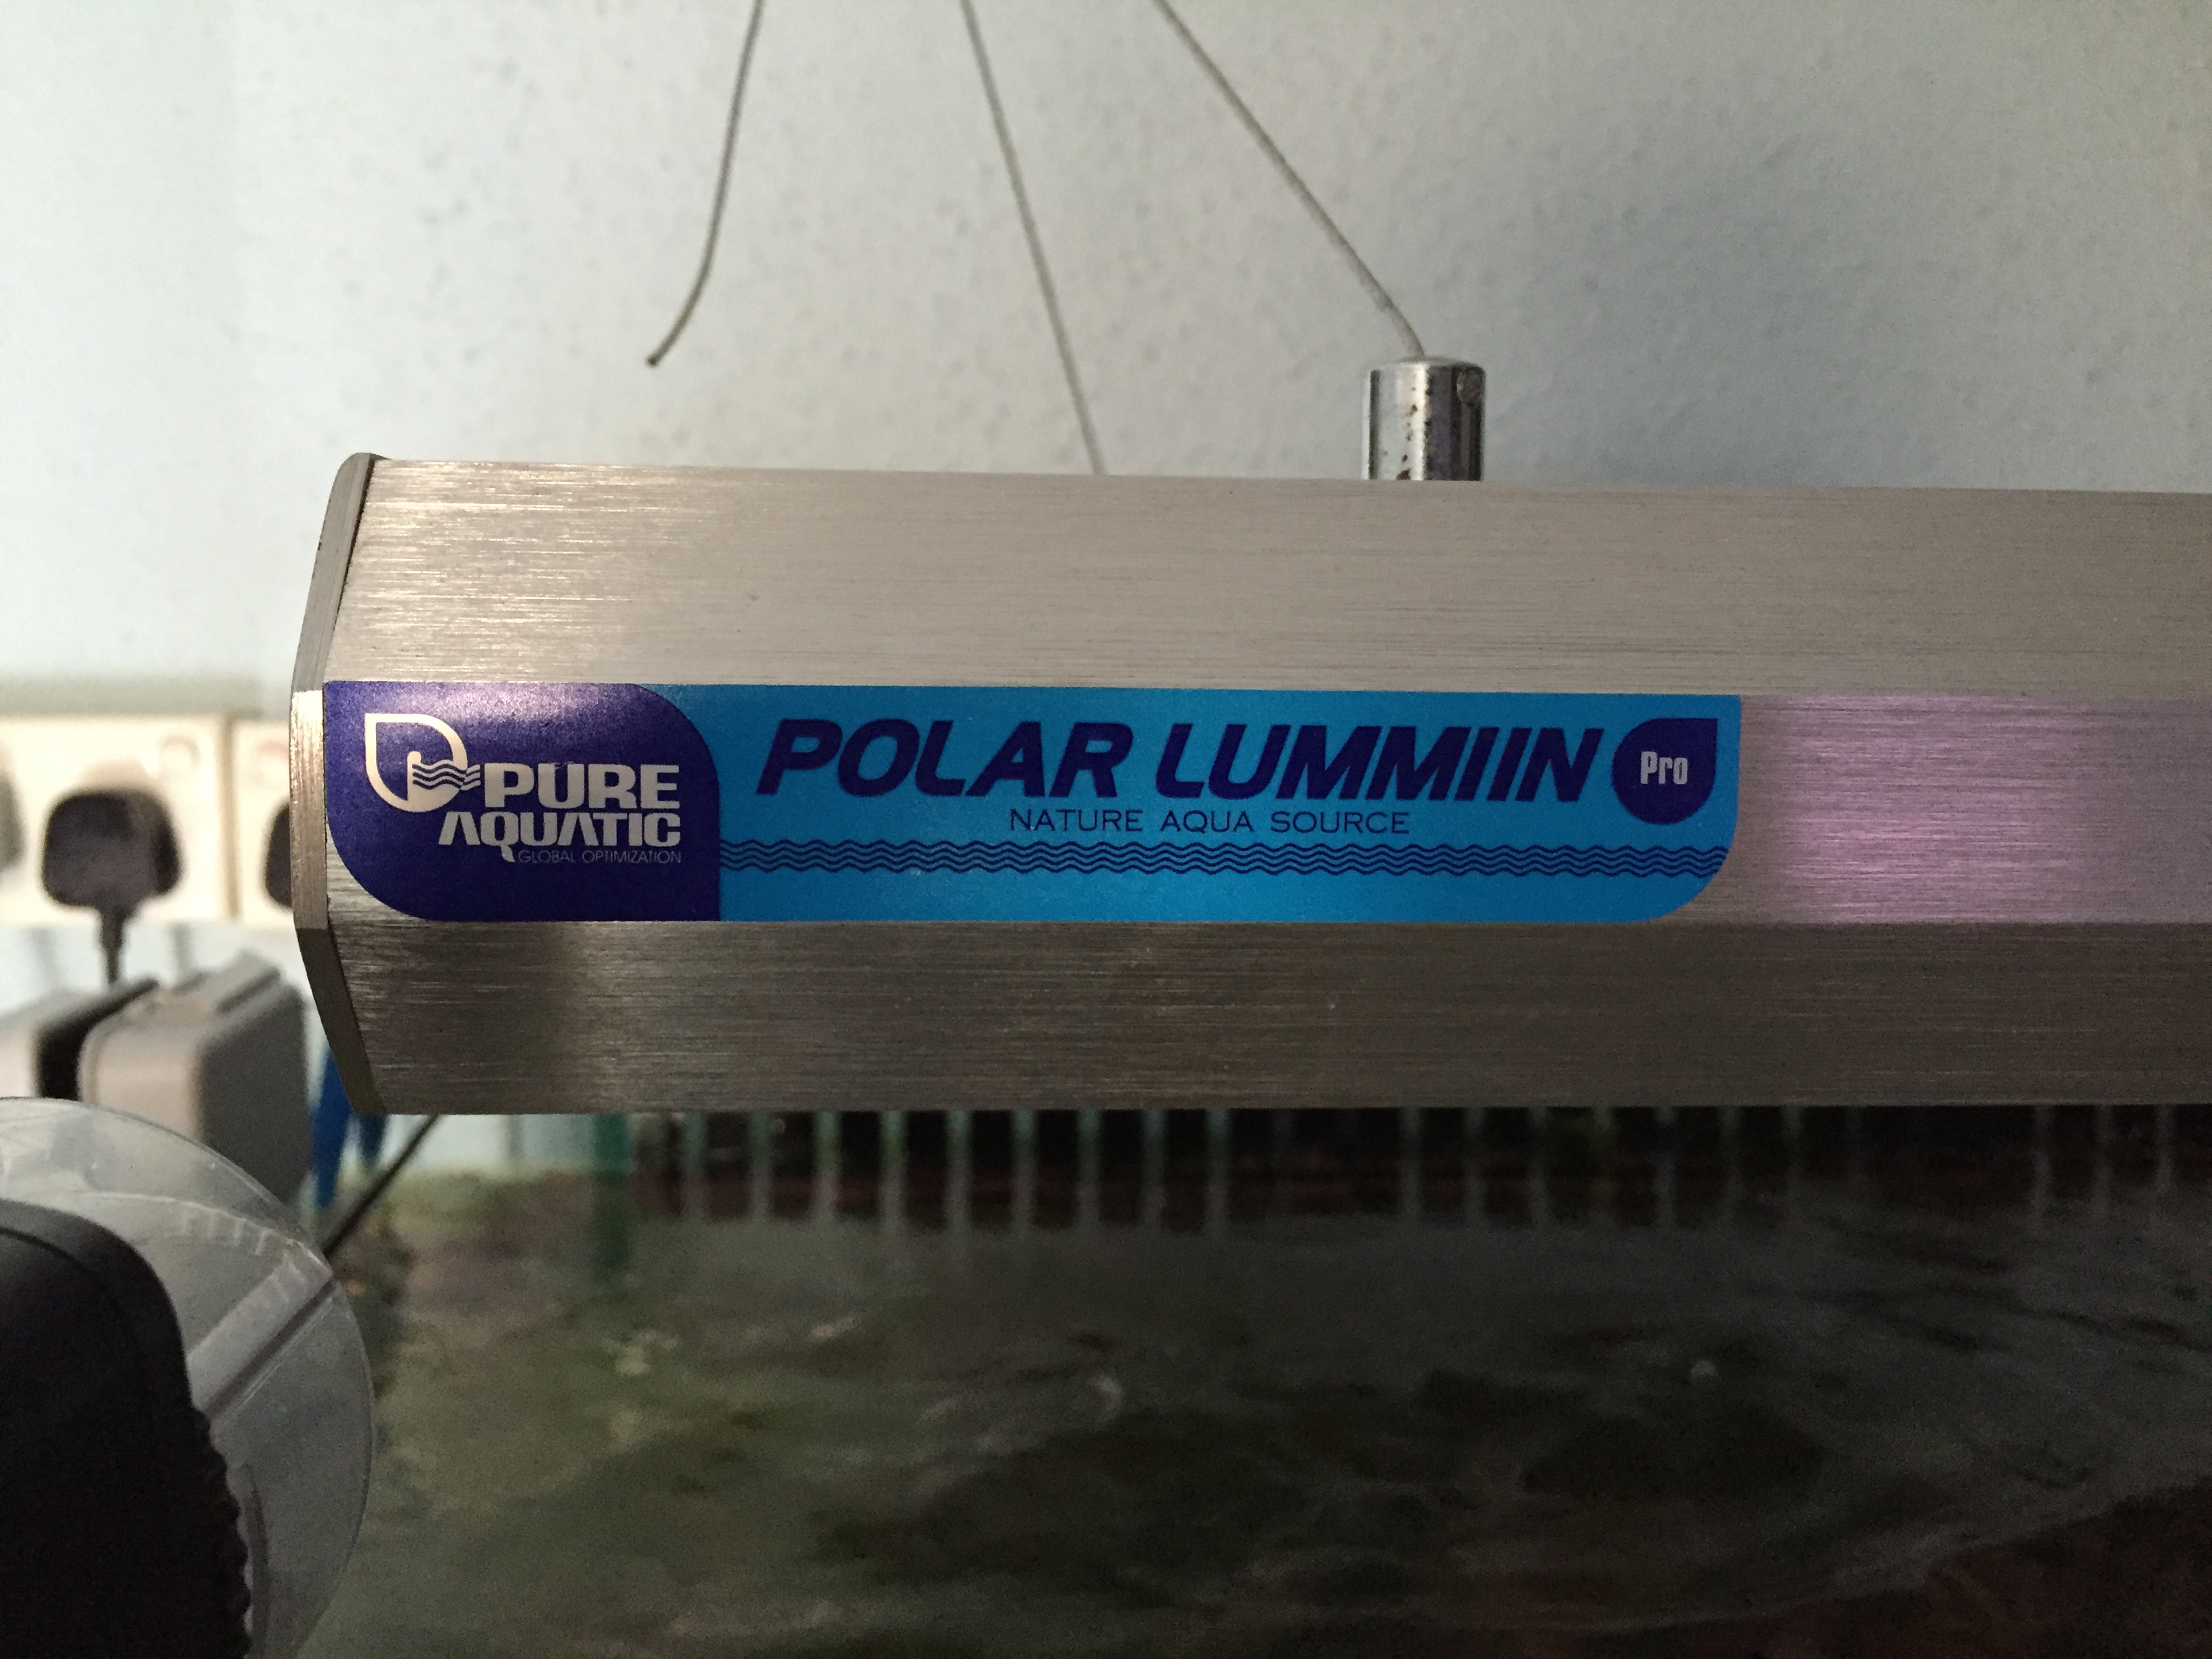 PURE
AQUATIC
GLOBAL OPTIMIZATION
POLAR LUMMIIN Pro
NATURE AQUA SOURCE